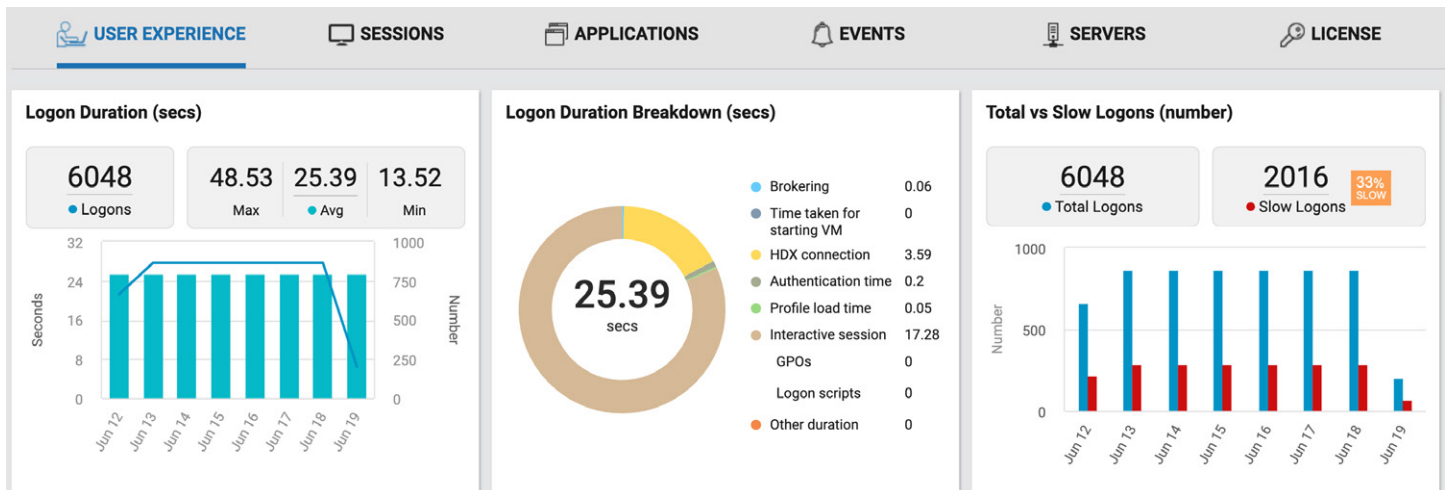 USER EXPERIENCE
SESSIONS
APPLICATIONS
EVENTS
SERVERS
LICENSE
Logon Duration (secs)
6048
Logons
48.53
Max
25.39
Avg
13.52
Min
32
24
16
8
0
Seconds
1000
750
500
250
0
Number
Jun 12
Jun 13
Jun 14
Jun 15
Jun 16
Jun 17
Jun 18
Jun 19
Logon Duration Breakdown (secs)
25.39
secs
Brokering 0.06
Time taken for 0
starting VM
HDX connection 3.59
Authentication time 0.2
Profile load time 0.05
Interactive session 17.28
GPOs 0
Logon scripts 0
Other duration 0
Total vs Slow Logons (number)
6048
Total Logons
2016
Slow Logons
33%
SLOW
1000
500
0
Number
Jun 12
Jun 13
Jun 14
Jun 15
Jun 16
Jun 17
Jun 18
Jun 19